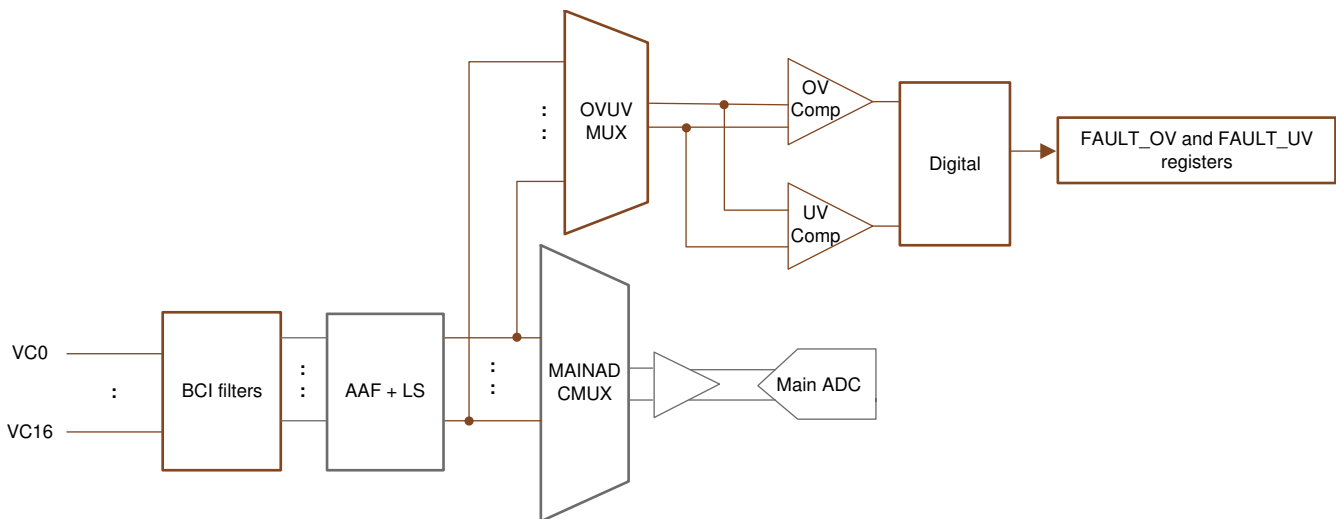 OVUV
MUX
OV
Comp
UV
Comp
Digital
FAULT_OV and FAULT_UV
registers
VC0
:
VC16
BCI filters
:
:
AAF + LS
:
:
:
:
MAINAD
CMUX
Main ADC